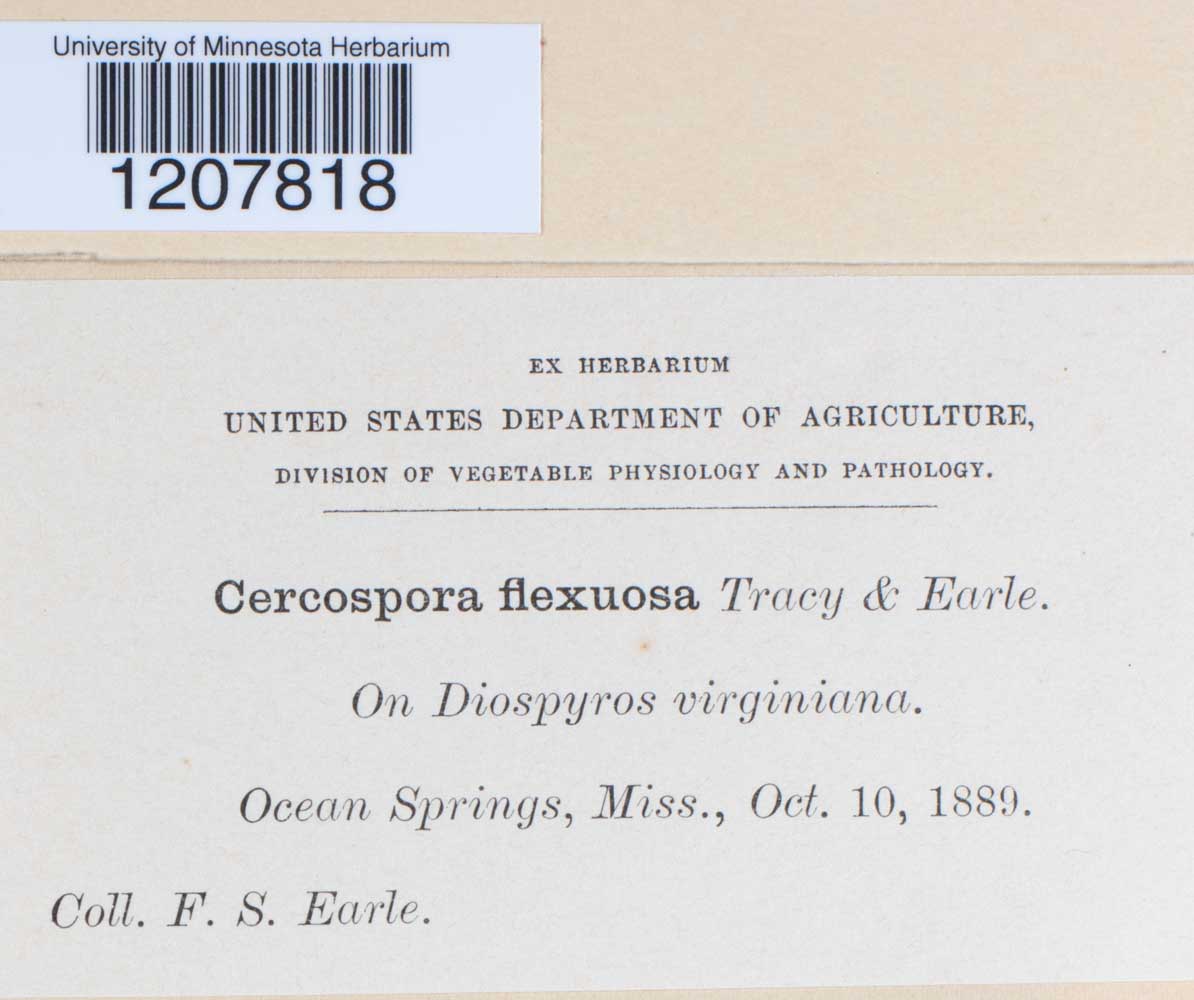 University of Minnesota Herbarium
1207818
EX HERBARIUM
UNITED STATES DEPARTMENT OF AGRICULTURE,
DIVISION OF VEGETABLE PHYSIOLOGY AND PATHOLOGY.
Cercospora flexuosa Tracy & Earle.
On Diospyros virginiana.
Ocean Springs, Miss., Oct. 10, 1889.
Coll. F. S. Earle.